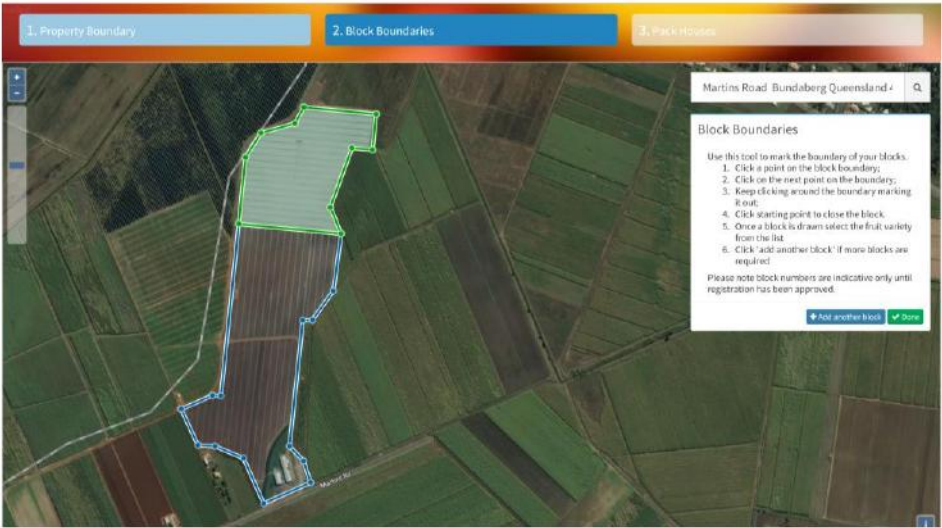 1. Property Boundary
2. Block Boundaries
3. Pack Houses
+
-
Martins Road Bundaberg Queensland 4
Block Boundaries
Use this tool to mark the boundary of your blocks.
1. Click a point on the block boundary;
2. Click on the next point on the boundary;
3. Keep clicking around the boundary marking
it out;
4. Click starting point to close the block
5. Once a block is drawn select the fruit variety
from the list
6. Click 'add another block' if more blocks are
required
Please note block numbers are indicative only until
registration has been approved.
+ Add another block
✔ Done
Martins Rd
i